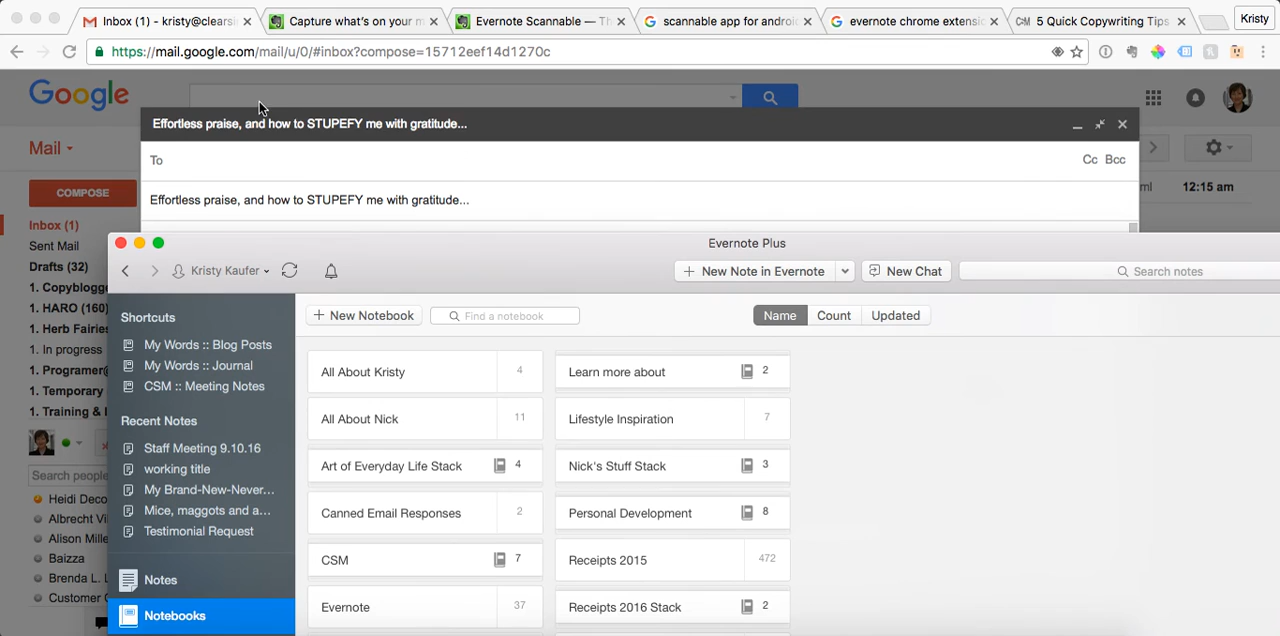 Inbox (1) - kristy@clearsi
Capture what's on your m
Evernote Scannable — Th
scannable app for androi
evernote chrome extensi
CSM
5 Quick Copywriting Tips
Kristy
https://mail.google.com/mail/u/0/#inbox?compose=15712eef14d1270c
Google
Effortless praise, and how to STUPEFY me with gratitude...
Mail
To
Cc Bcc
COMPOSE
ml
12:15 am
Effortless praise, and how to STUPEFY me with gratitude...
Inbox (1)
Sent Mail
Drafts (32)
1. Copyblogge
1. HARO (160)
1. Herb Fairies
1. In progress
1. Programer@
1. Temporary
1. Training &
Search people
Heidi Deco
Albrecht Vi
Alison Mille
Baizza
Brenda L. L
Customer
Evernote Plus
Kristy Kaufer
+ New Note in Evernote
New Chat
Search notes
Shortcuts
My Words :: Blog Posts
My Words :: Journal
CSM :: Meeting Notes
Recent Notes
Staff Meeting 9.10.16
working title
My Brand-New-Never...
Mice, maggots and a...
Testimonial Request
Notes
Notebooks
+ New Notebook
Find a notebook
Name
Count
Updated
All About Kristy 4
All About Nick 11
Art of Everyday Life Stack 4
Canned Email Responses 2
CSM 7
Evernote 37
Learn more about 2
Lifestyle Inspiration 7
Nick's Stuff Stack 3
Personal Development 8
Receipts 2015 472
Receipts 2016 Stack 2